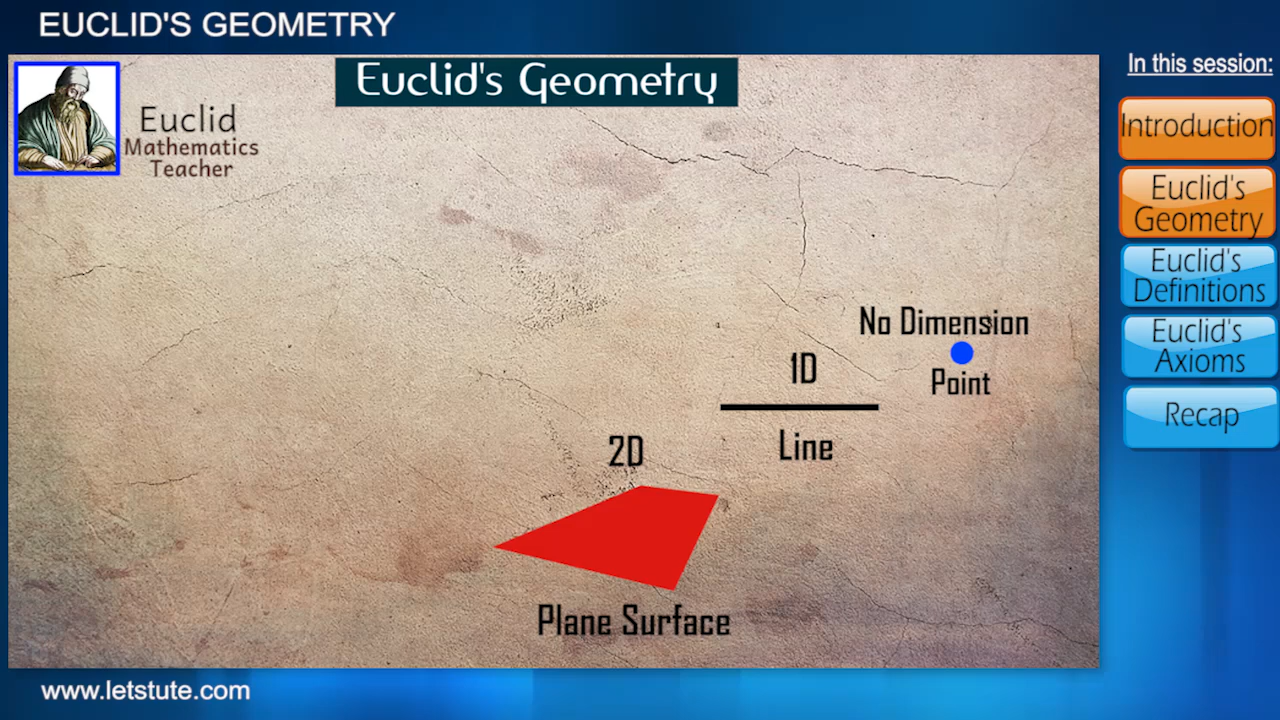 EUCLID'S GEOMETRY
Euclid's Geometry
Euclid
Mathematics
Teacher
No Dimension
Point
1D
Line
2D
Plane Surface
In this session:
Introduction
Euclid's
Geometry
Euclid's
Definitions
Euclid's
Axioms
Recap
www.letstute.com